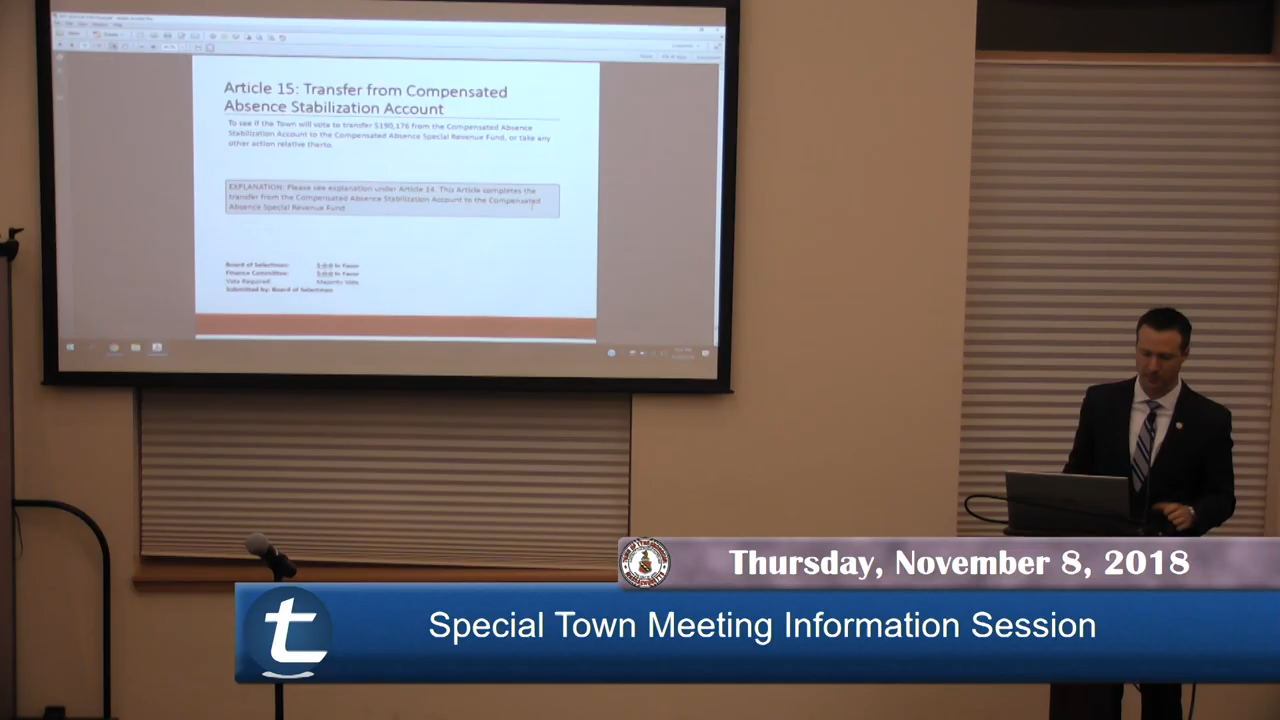 Article 15: Transfer from Compensated
Absence Stabilization Account
To see if the Town will vote to transfer $190,176 from the Compensated Absence
Stabilization Account to the Compensated Absence Special Revenue Fund, or take any
other action relative therto.
EXPLANATION: Please see explanation under Article 14. This Article completes the
transfer from the Compensated Absence Stabilization Account to the Compensated
Absence Special Revenue Fund
Board of Selectmen: In Favor
Finance Committee: In Favor
Vote Required: Majority Vote
Submitted by: Board of Selectmen
Thursday, November 8, 2018
t
Special Town Meeting Information Session